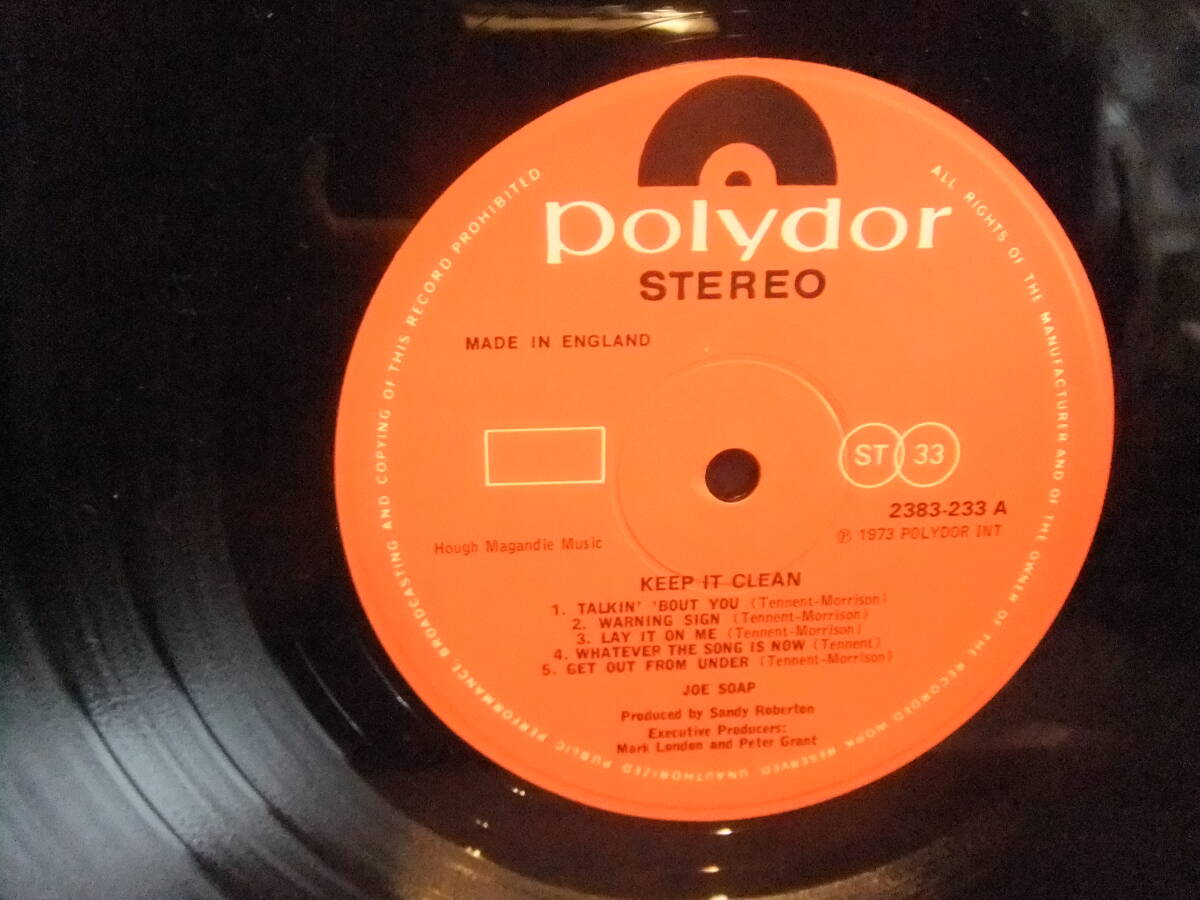 polydor
STEREO
MADE IN ENGLAND
ST 33
2383-233 A
℗ 1973 POLYDOR INT
Hough Magandie Music
KEEP IT CLEAN
1. TALKIN' 'BOUT YOU (Tennent-Morrison)
2. WARNING SIGN (Tennent-Morrison)
3. LAY IT ON ME (Tennent-Morrison)
4. WHATEVER THE SONG IS NOW (Tennent)
5. GET OUT FROM UNDER (Tennent-Morrison)
JOE SOAP
Produced by Sandy Roberton
Executive Producers:
Mark London and Peter Grant
ALL RIGHTS OF THE MANUFACTURER AND OF THE OWNER OF THE RECORDED WORK RESERVED. UNAUTHORIZED PUBLIC PERFORMANCE BROADCASTING AND COPYING OF THIS RECORD PROHIBITED